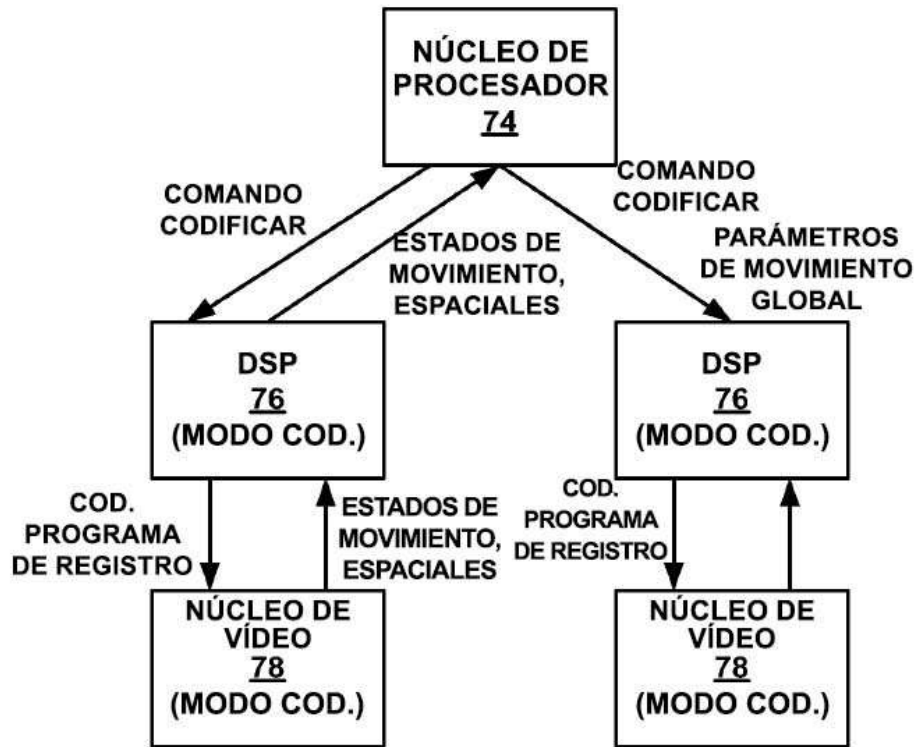 NÚCLEO DE
PROCESADOR
74
COMANDO
CODIFICAR
ESTADOS DE
MOVIMIENTO,
ESPACIALES
COMANDO
CODIFICAR
PARÁMETROS
DE MOVIMIENTO
GLOBAL
DSP
76
(MODO COD.)
DSP
76
(MODO COD.)
COD.
PROGRAMA
DE REGISTRO
ESTADOS DE
MOVIMIENTO,
ESPACIALES
COD.
PROGRAMA
DE REGISTRO
NÚCLEO DE
VÍDEO
78
(MODO COD.)
NÚCLEO DE
VÍDEO
78
(MODO COD.)